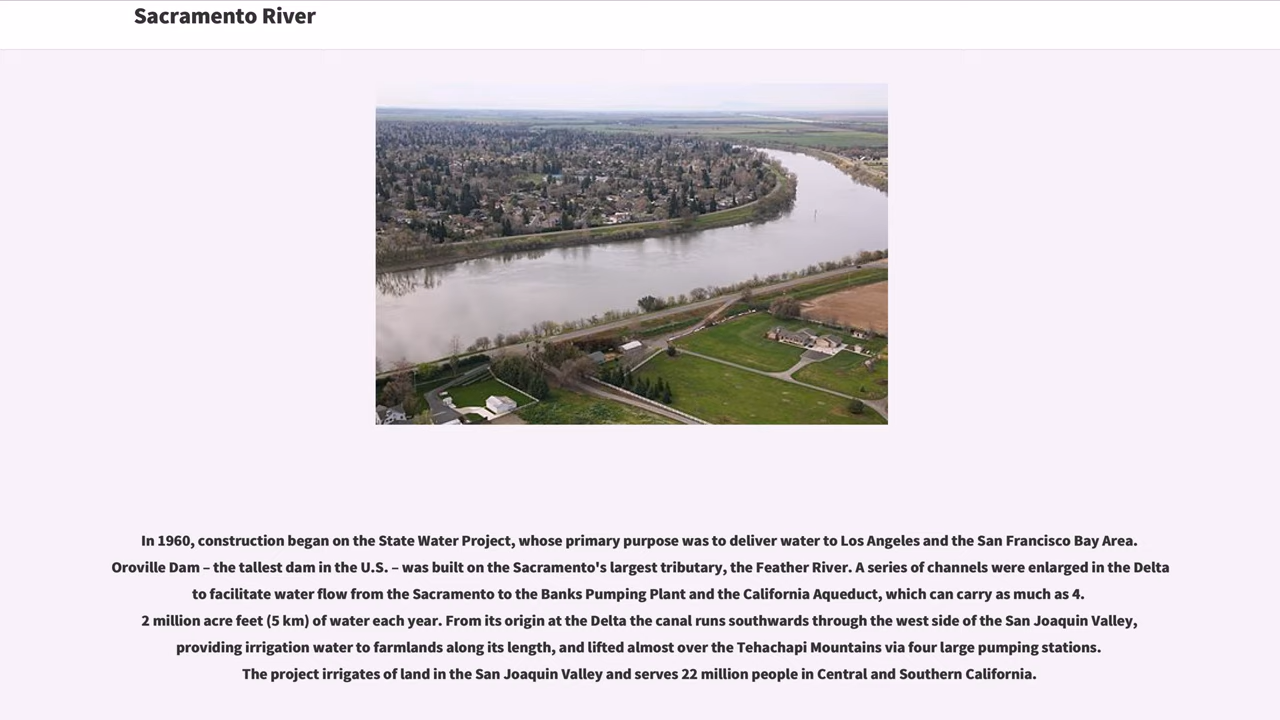 Sacramento River
In 1960, construction began on the State Water Project, whose primary purpose was to deliver water to Los Angeles and the San Francisco Bay Area.
Oroville Dam – the tallest dam in the U.S. – was built on the Sacramento's largest tributary, the Feather River. A series of channels were enlarged in the Delta
to facilitate water flow from the Sacramento to the Banks Pumping Plant and the California Aqueduct, which can carry as much as 4.
2 million acre feet (5 km) of water each year. From its origin at the Delta the canal runs southwards through the west side of the San Joaquin Valley,
providing irrigation water to farmlands along its length, and lifted almost over the Tehachapi Mountains via four large pumping stations.
The project irrigates of land in the San Joaquin Valley and serves 22 million people in Central and Southern California.